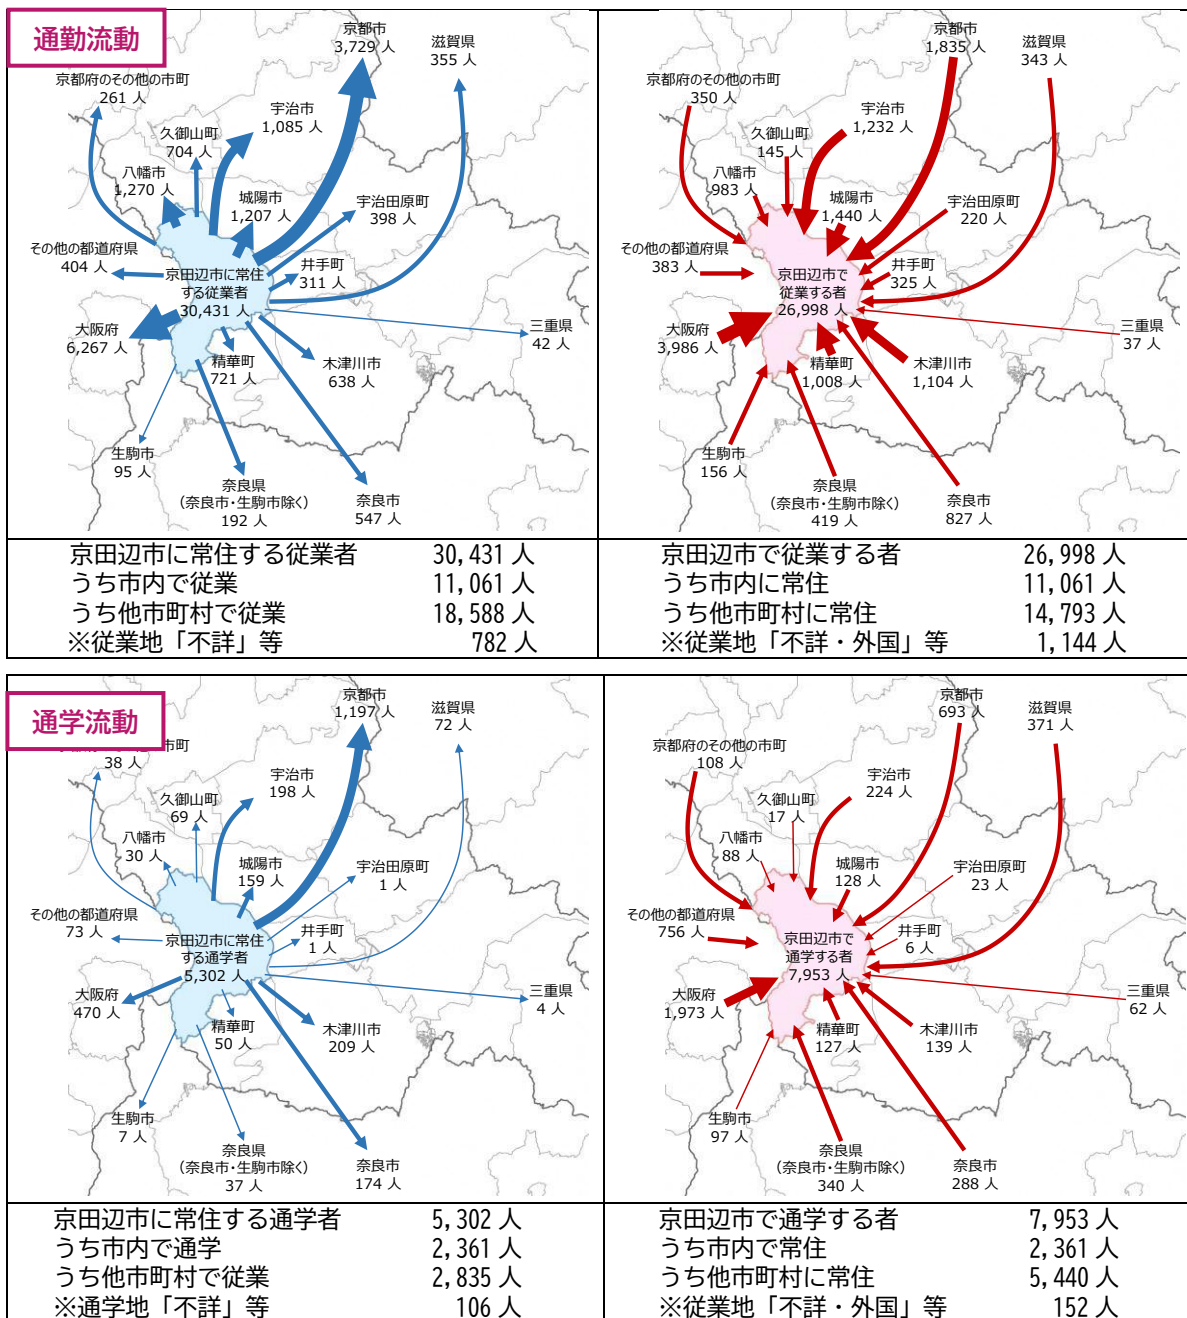 通勤流動
京都市
3,729 人
滋賀県
355 人
京都府のその他の市町
261 人
宇治市
1,085 人
久御山町
704 人
八幡市
1,270 人
城陽市
1,207 人
宇治田原町
398 人
その他の都道府県
404 人
京田辺市に常住
する従業者
30,431 人
井手町
311 人
大阪府
6,267 人
三重県
42 人
精華町
721 人
木津川市
638 人
生駒市
95 人
奈良県
(奈良市・生駒市除く)
192 人
奈良市
547 人
京都市
1,835 人
滋賀県
343 人
京都府のその他の市町
350 人
宇治市
1,232 人
久御山町
145 人
八幡市
983 人
城陽市
1,440 人
宇治田原町
220 人
その他の都道府県
383 人
京田辺市で
従業する者
26,998 人
井手町
325 人
大阪府
3,986 人
三重県
37 人
精華町
1,008 人
木津川市
1,104 人
生駒市
156 人
奈良県
(奈良市・生駒市除く)
419 人
奈良市
827 人
京田辺市に常住する従業者 30,431 人
うち市内で従業 11,061 人
うち他市町村で従業 18,588 人
※従業地「不詳」等 782 人
京田辺市で従業する者 26,998 人
うち市内に常住 11,061 人
うち他市町村に常住 14,793 人
※従業地「不詳・外国」等 1,144 人
通学流動
京都市
1,197 人
滋賀県
72 人
市町
38 人
宇治市
198 人
久御山町
69 人
八幡市
30 人
城陽市
159 人
宇治田原町
1 人
その他の都道府県
73 人
京田辺市に常住
する通学者
5,302 人
井手町
1 人
大阪府
470 人
三重県
4 人
精華町
50 人
木津川市
209 人
生駒市
7 人
奈良県
(奈良市・生駒市除く)
37 人
奈良市
174 人
京都市
693 人
滋賀県
371 人
京都府のその他の市町
108 人
宇治市
224 人
久御山町
17 人
八幡市
88 人
城陽市
128 人
宇治田原町
23 人
その他の都道府県
756 人
京田辺市で
通学する者
7,953 人
井手町
6 人
大阪府
1,973 人
三重県
62 人
精華町
127 人
木津川市
139 人
生駒市
97 人
奈良県
(奈良市・生駒市除く)
340 人
奈良市
288 人
京田辺市に常住する通学者 5,302 人
うち市内で通学 2,361 人
うち他市町村で従業 2,835 人
※通学地「不詳」等 106 人
京田辺市で通学する者 7,953 人
うち市内で常住 2,361 人
うち他市町村に常住 5,440 人
※従業地「不詳・外国」等 152 人